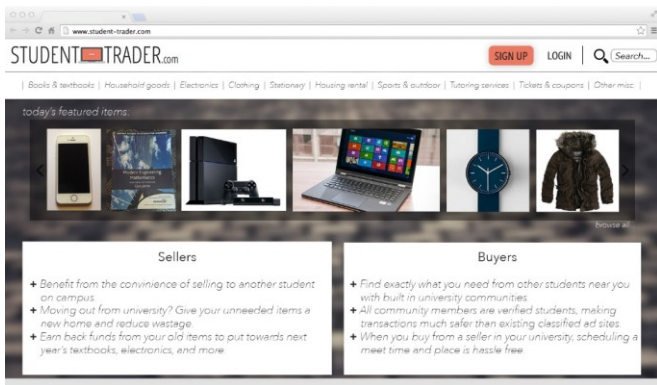 www.student-trader.com
STUDENT TRADER.com
SIGN UP LOGIN Search...
| Books & textbooks | Household goods | Electronics | Clothing | Stationary | Housing rental | Sports & outdoor | Tutoring services | Tickets & coupons | Other misc. |
today's featured items:
Modern Engineering
Mathematics
browse all
Sellers
+ Benefit from the convinience of selling to another student
on campus.
+ Moving out from university? Give your unneeded items a
new home and reduce wastage.
+ Earn back funds from your old items to put towards next
year's textbooks, electronics, and more.
Buyers
+ Find exactly what you need from other students near you
with built in university communities.
+ All community members are verified students, making
transactions much safer than existing classified ad sites.
+ When you buy from a seller in your university, scheduling a
meet time and place is hassle free.